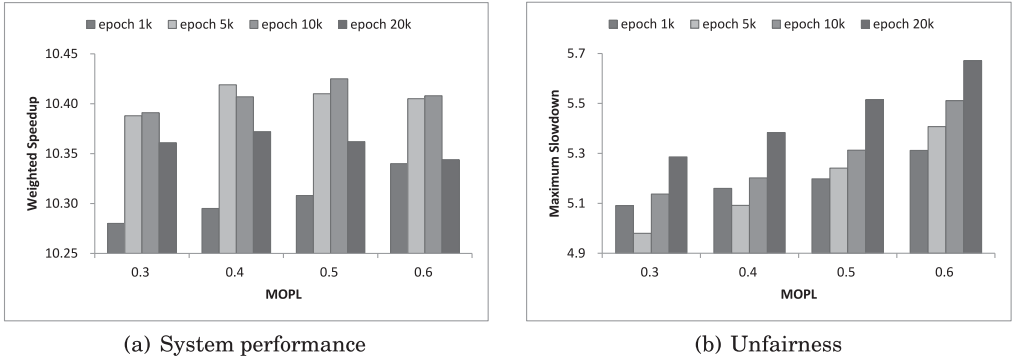 epoch 1k epoch 5k epoch 10k epoch 20k
10.45
10.40
10.35
10.30
10.25
Weighted Speedup
0.3 0.4 0.5 0.6
MOPL
(a) System performance
epoch 1k epoch 5k epoch 10k epoch 20k
5.7
5.5
5.3
5.1
4.9
Maximum Slowdown
0.3 0.4 0.5 0.6
MOPL
(b) Unfairness